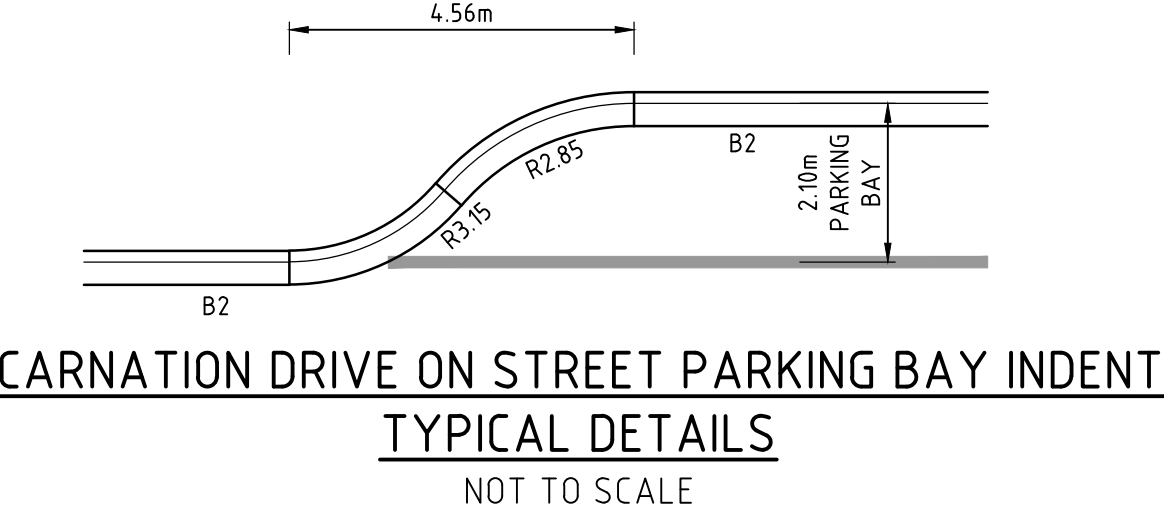 4.56m
R2.85
B2
2.10m
PARKING
BAY
R3.15
B2
CARNATION DRIVE ON STREET PARKING BAY INDENT
TYPICAL DETAILS
NOT TO SCALE